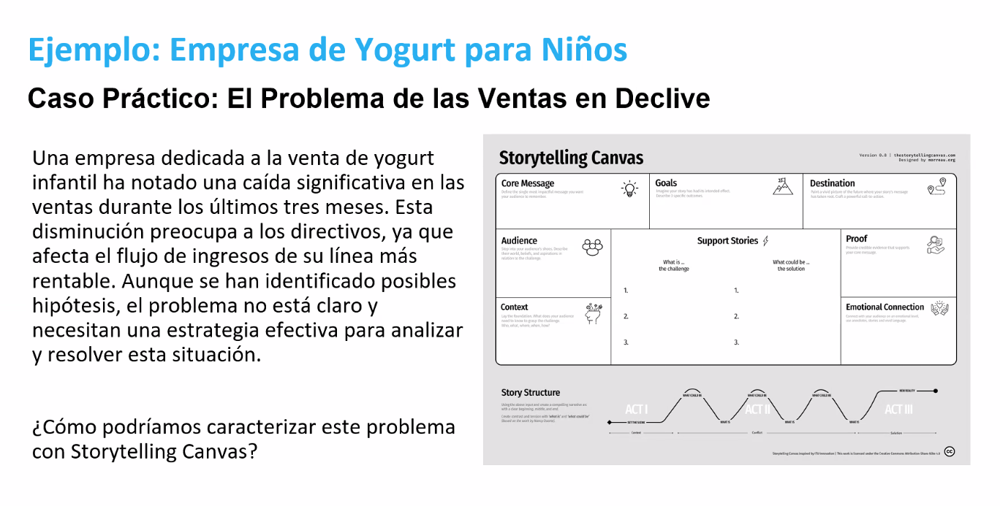 Ejemplo: Empresa de Yogurt para Niños
Caso Práctico: El Problema de las Ventas en Declive
Una empresa dedicada a la venta de yogurt
infantil ha notado una caída significativa en las
ventas durante los últimos tres meses. Esta
disminución preocupa a los directivos, ya que
afecta el flujo de ingresos de su línea más
rentable. Aunque se han identificado posibles
hipótesis, el problema no está claro y
necesitan una estrategia efectiva para analizar
y resolver esta situación.
¿Cómo podríamos caracterizar este problema
con Storytelling Canvas?
Storytelling Canvas
Version 0.8 | thestorytellingcanvas.com
Designed by morreau.org
Core Message
Define the single most impactful message you want
your audience to remember.
Goals
Imagine your story has had its intended effect.
Describe 3 specific outcomes.
Destination
Paint a vivid picture of the future where your story's message
has taken root. Craft a powerful call-to-action.
Audience
Step into your audience's shoes. Describe
their world, beliefs, and aspirations in
relation to the challenge.
Support Stories
What is ...
the challenge
What could be ...
the solution
1.
1.
2.
2.
3.
3.
Proof
Provide credible evidence that supports
your core message.
Context
Lay the foundation. What does your audience
need to know to grasp the challenge.
Who, what, where, when, how?
Emotional Connection
Connect with your audience on an emotional level,
use anecdotes, stories and vivid language.
Story Structure
Using the above input and create a compelling narrative arc
with a clear beginning, middle, and end.
Create contrast and tension with "what is" and "what could be"
(Based on the work by Nancy Duarte)
ACT I
ACT II
ACT III
WHAT COULD BE
WHAT COULD BE
WHAT COULD BE
NEW REALITY
SET THE SCENE
WHAT IS
WHAT IS
WHAT IS
Context
Conflict
Solution
Storytelling Canvas inspired by ITU Innovation | This work is licensed under the Creative Commons Attribution-Share Alike 4.0
cc